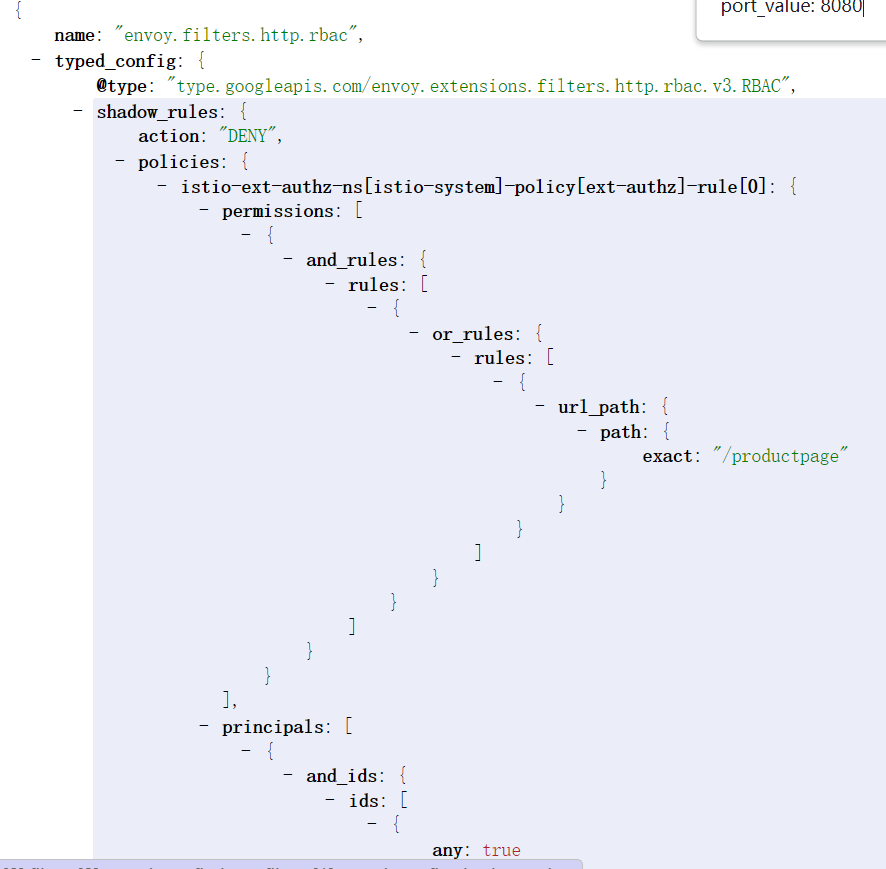 port_value: 8080
{
name: "envoy.filters.http.rbac",
- typed_config: {
@type: "type.googleapis.com/envoy.extensions.filters.http.rbac.v3.RBAC",
- shadow_rules: {
action: "DENY",
- policies: {
- istio-ext-authz-ns[istio-system]-policy[ext-authz]-rule[0]: {
- permissions: [
- {
- and_rules: {
- rules: [
- {
- or_rules: {
- rules: [
- {
- url_path: {
- path: {
exact: "/productpage"
}
}
}
]
}
}
]
}
}
],
- principals: [
- {
- and_ids: {
- ids: [
- {
any: true